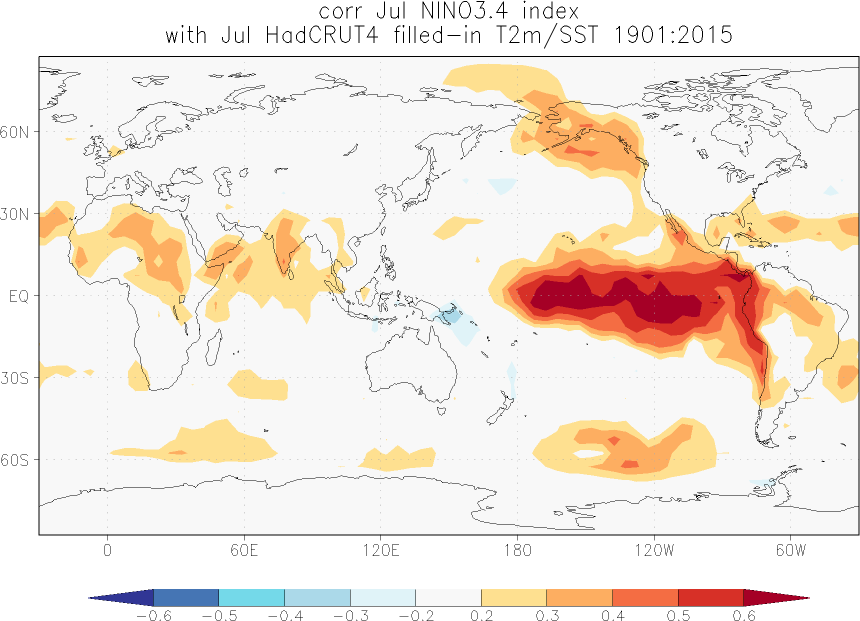 corr Jul NINO3.4 index
with Jul HadCRUT4 filled-in T2m/SST 1901:2015
60N
30N
EQ
30S
60S
0 60E 120E 180 120W 60W
-0.6 -0.5 -0.4 -0.3 -0.2 0.2 0.3 0.4 0.5 0.6